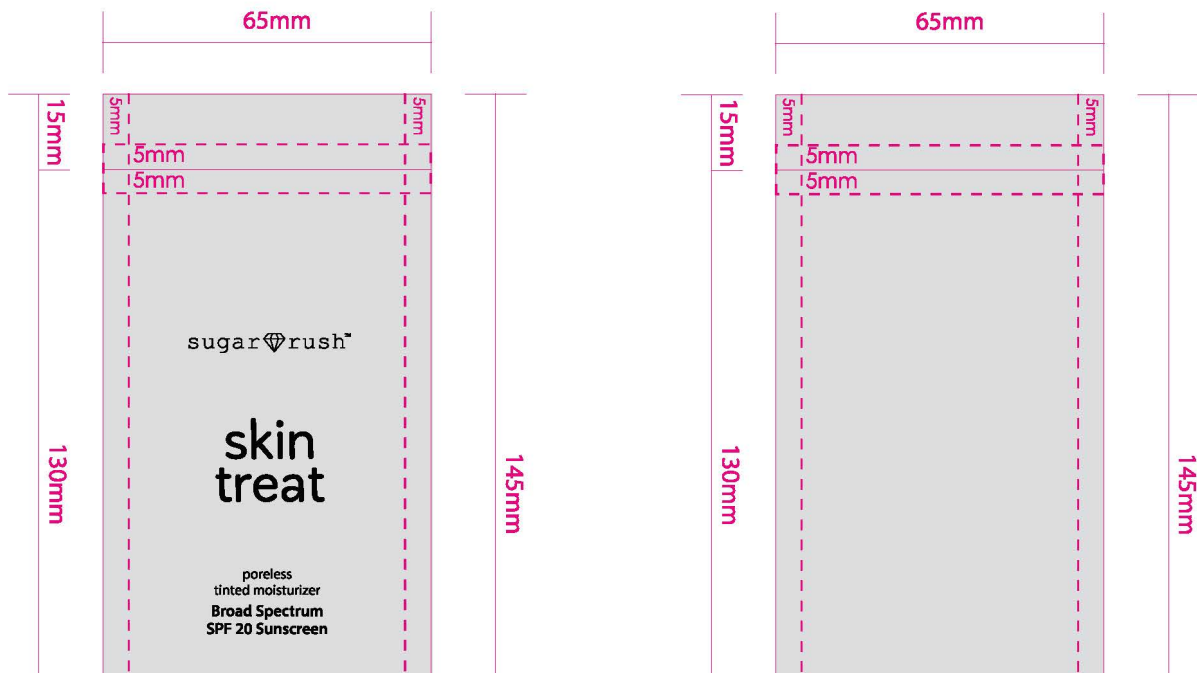 65mm
15mm
5mm
5mm
5mm
5mm
130mm
145mm
sugar rush™
skin
treat
poreless
tinted moisturizer
Broad Spectrum
SPF 20 Sunscreen
65mm
15mm
5mm
5mm
5mm
5mm
130mm
145mm